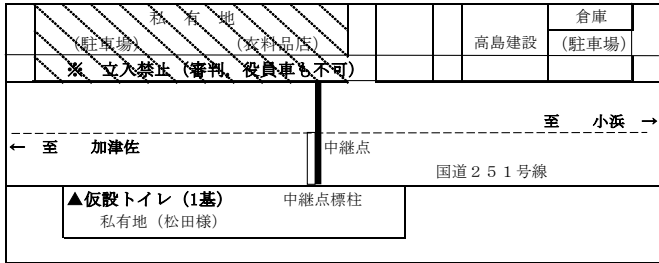 私 有 地
倉庫
(駐車場) (衣料品店)
高島建設 (駐車場)
※ 立入禁止(審判、役員車も不可)
至 小浜 →
← 至 加津佐
中継点
国道251号線
▲仮設トイレ(1基) 中継点標柱
私有地(松田様)